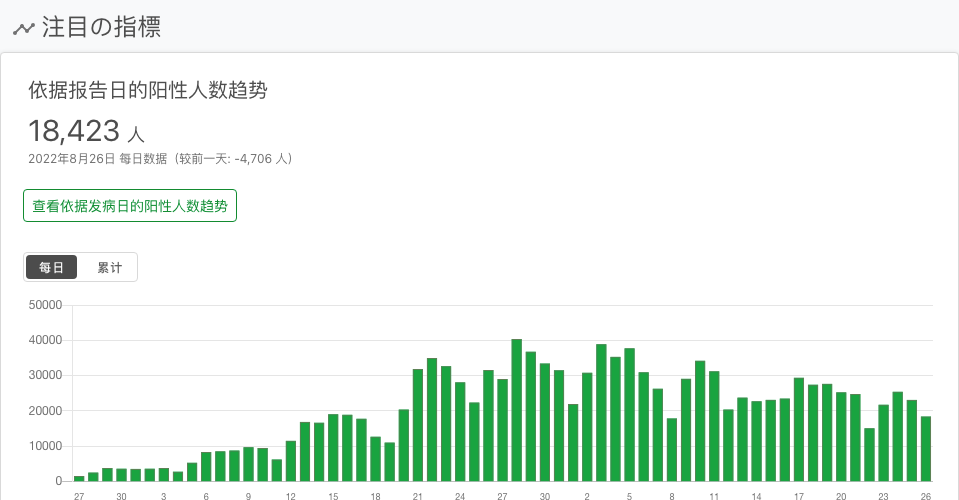 注目の指標
依据报告日的阳性人数趋势
18,423 人
2022年8月26日 每日数据（较前一天: -4,706 人）
查看依据发病日的阳性人数趋势
每日 累计
50000
40000
30000
20000
10000
0
27 30 3 6 9 12 15 18 21 24 27 30 2 5 8 11 14 17 20 23 26